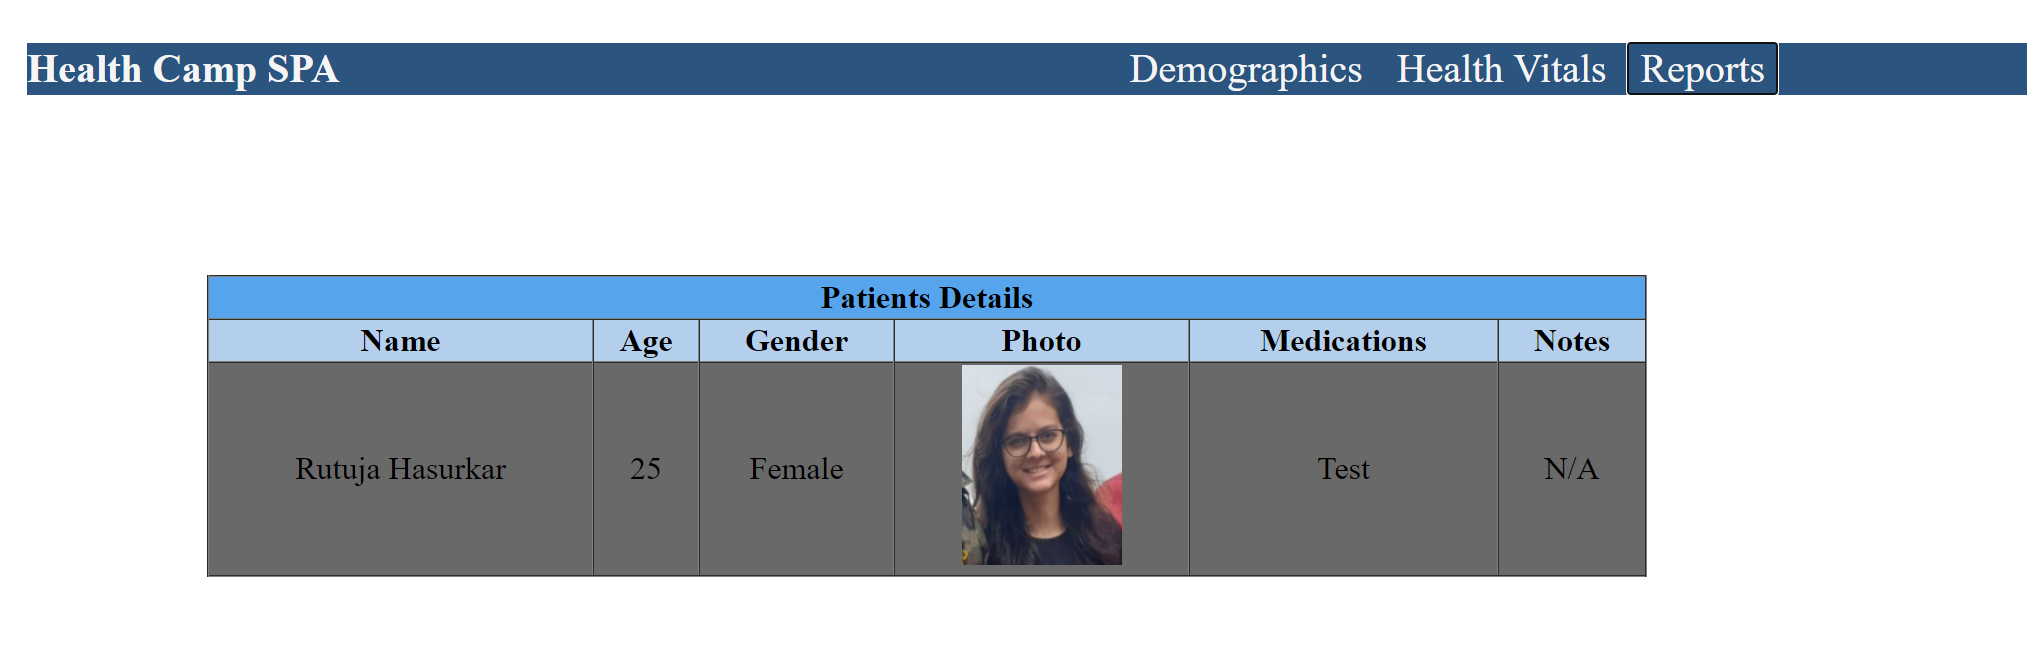 Health Camp SPA Demographics Health Vitals Reports
Patients Details
Name Age Gender Photo Medications Notes
Rutuja Hasurkar 25 Female Test N/A